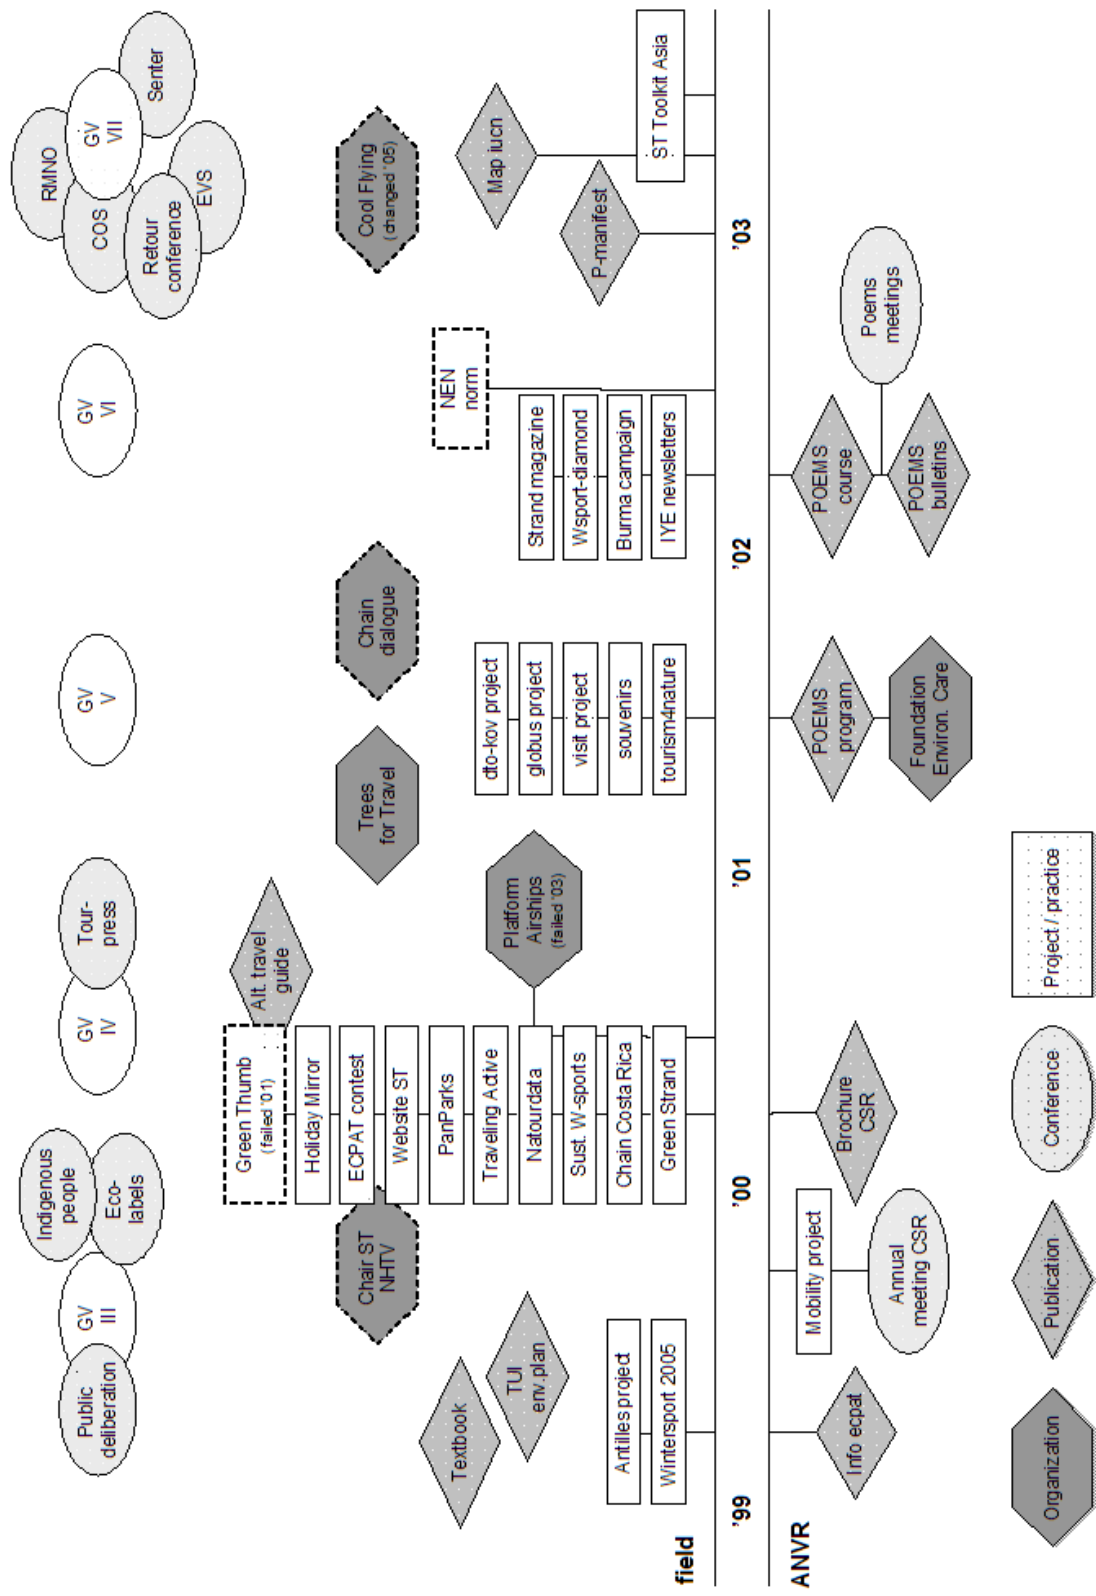 Public
deliberation
GV
III
Indigenous
people
Eco-
labels
GV
IV
Tour-
press
GV
V
GV
VI
RMNO
COS
GV
VII
Senter
Retour
conference
EVS
Green Thumb
(failed '01)
Alt. travel
guide
Holiday Mirror
Chair ST
NHTV
ECPAT contest
Trees
for Travel
Chain
dialogue
Cool Flying
(changed '05)
Website ST
Textbook
TUI
env.plan
PanParks
Traveling Active
Natourdata
Sust. W-sports
Chain Costa Rica
Green Strand
Platform
Airships
(failed '03)
dto-kov project
globus project
visit project
souvenirs
tourism4nature
NEN
norm
Strand magazine
Wsport-diamond
Burma campaign
IYE newsletters
Map iucn
P-manifest
ST Toolkit Asia
Antilles project
Wintersport 2005
field
'99
'00
'01
'02
'03
ANVR
Info ecpat
Mobility project
Annual
meeting CSR
Brochure
CSR
POEMS
program
Foundation
Environ. Care
POEMS
course
POEMS
bulletins
Poems
meetings
Organization
Publication
Conference
Project / practice